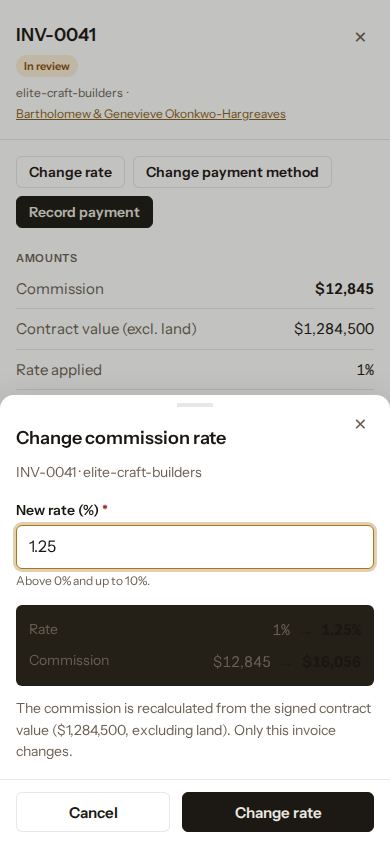 INV-0041
In review
elite-craft-builders ·
Bartholomew & Genevieve Okonkwo-Hargreaves
Change rate
Change payment method
Record payment
AMOUNTS
Commission $12,845
Contract value (excl. land) $1,284,500
Rate applied 1%
Change commission rate
INV-0041 · elite-craft-builders
New rate (%) *
1.25
Above 0% and up to 10%.
Rate 1% → 1.25%
Commission $12,845 → $16,056
The commission is recalculated from the signed contract
value ($1,284,500, excluding land). Only this invoice
changes.
Cancel
Change rate